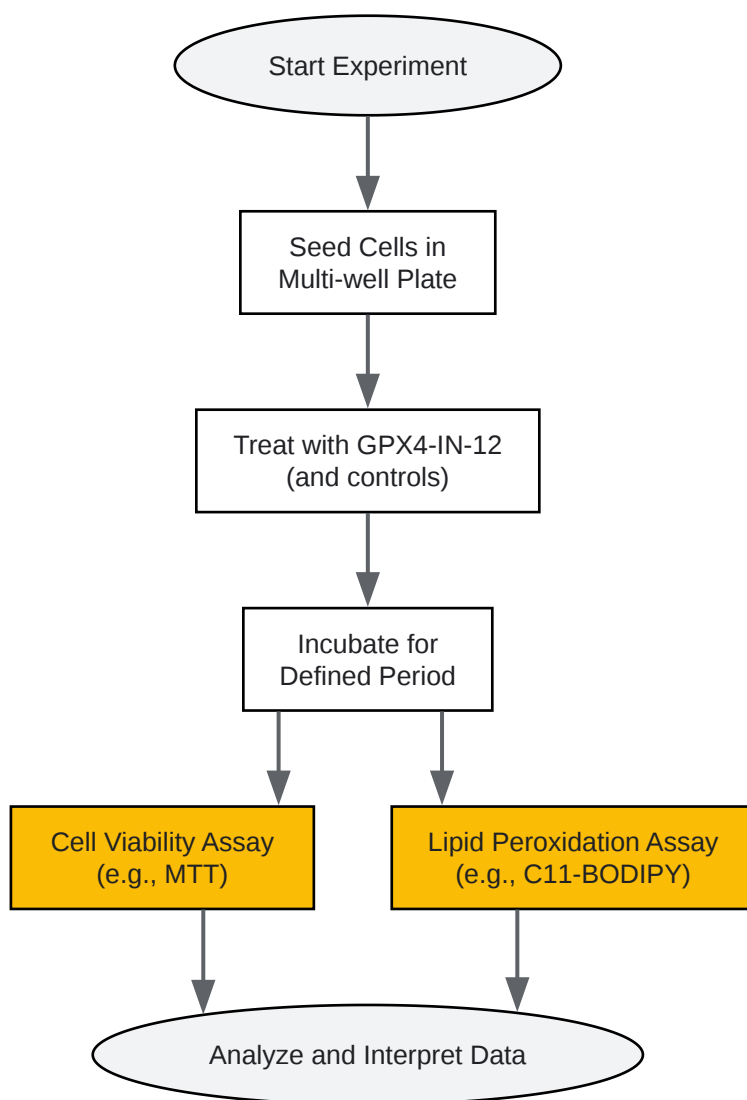 Start Experiment
Seed Cells in
Multi-well Plate
Treat with GPX4-IN-12
(and controls)
Incubate for
Defined Period
Cell Viability Assay
(e.g., MTT)
Lipid Peroxidation Assay
(e.g., C11-BODIPY)
Analyze and Interpret Data